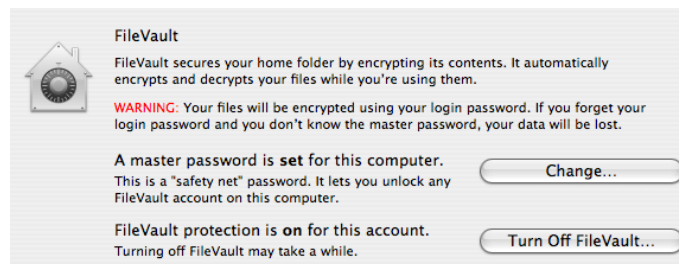 FileVault
FileVault secures your home folder by encrypting its contents. It automatically
encrypts and decrypts your files while you're using them.
WARNING: Your files will be encrypted using your login password. If you forget your
login password and you don't know the master password, your data will be lost.
A master password is set for this computer.
This is a "safety net" password. It lets you unlock any
FileVault account on this computer.
Change...
FileVault protection is on for this account.
Turning off FileVault may take a while.
Turn Off FileVault...